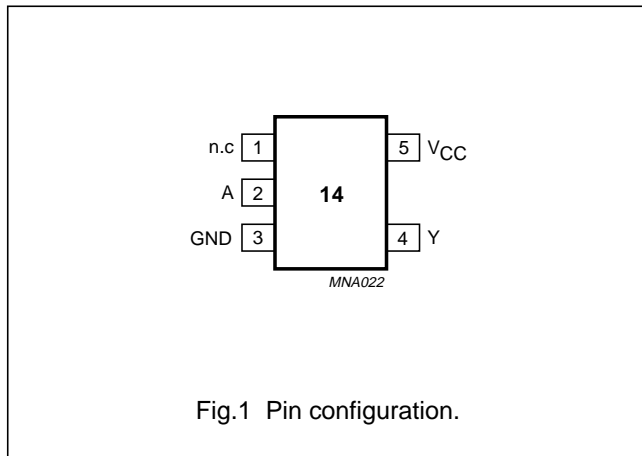 n.c 1
5 VCC
A 2
14
GND 3
4 Y
MNA022
Fig.1 Pin configuration.